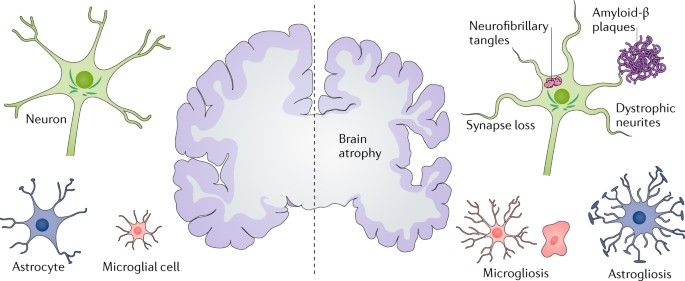 Neuron
Astrocyte
Microglial cell
Brain
atrophy
Neurofibrillary
tangles
Amyloid-β
plaques
Synapse loss
Dystrophic
neurites
Microgliosis
Astrogliosis